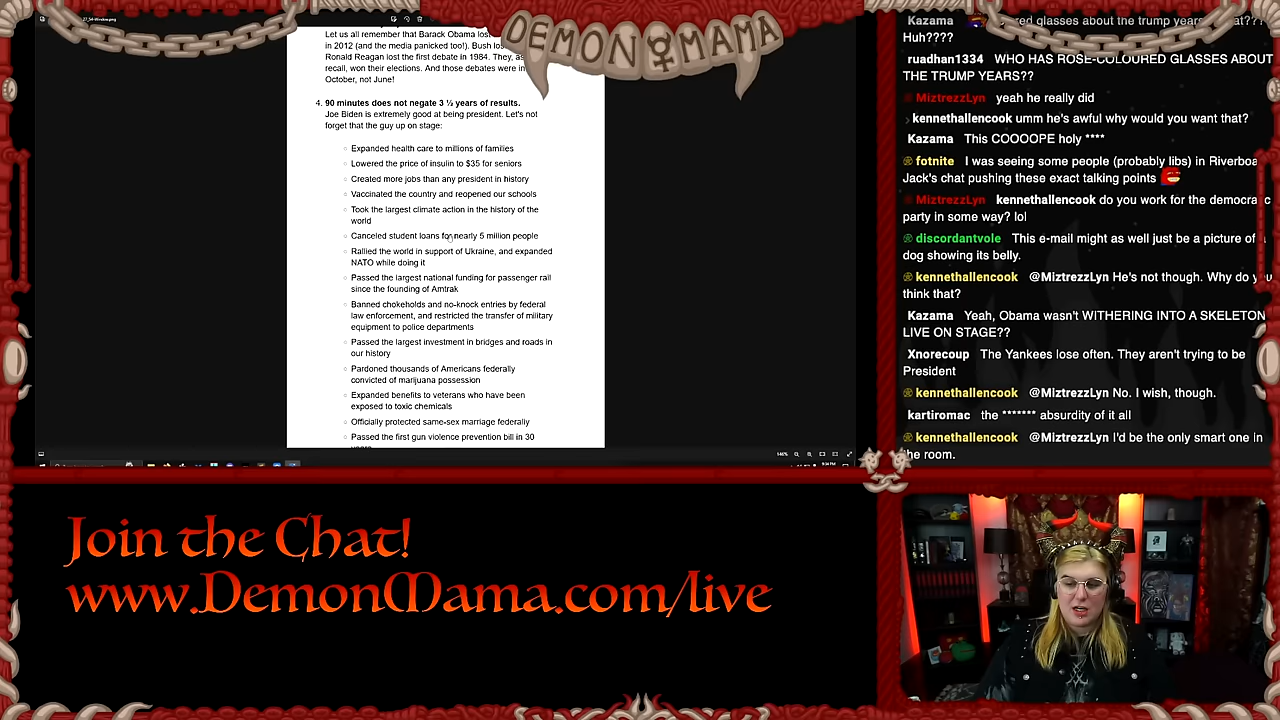 DEMON MAMA
Let us all remember that Barack Obama lost
in 2012 (and the media panicked too!). Bush
Ronald Reagan lost the first debate in 1984. They,
recall, won their elections. And those debates were in
October, not June!
4. 90 minutes does not negate 3 ½ years of results.
Joe Biden is extremely good at being president. Let's not
forget that the guy up on stage:
Expanded health care to millions of families
Lowered the price of insulin to $35 for seniors
Created more jobs than any president in history
Vaccinated the country and reopened our schools
Took the largest climate action in the history of the
world
Canceled student loans for nearly 5 million people
Rallied the world in support of Ukraine, and expanded
NATO while doing it
Passed the largest national funding for passenger rail
since the founding of Amtrak
Banned chokeholds and no-knock entries by federal
law enforcement, and restricted the transfer of military
equipment to police departments
Passed the largest investment in bridges and roads in
our history
Pardoned thousands of Americans federally
convicted of marijuana possession
Expanded benefits to veterans who have been
exposed to toxic chemicals
Officially protected same-sex marriage federally
Passed the first gun violence prevention bill in 30
146%
Kazama glasses about the trump years
Huh????
ruadhan1334 WHO HAS ROSE-COLOURED GLASSES ABOUT
THE TRUMP YEARS??
MiztrezzLyn yeah he really did
kennethallencook umm he's awful why would you want that?
Kazama This COOOOPE holy ****
fotnite I was seeing some people (probably libs) in Riverboa
Jack's chat pushing these exact talking points
MiztrezzLyn kennethallencook do you work for the democra c
party in some way? lol
discordantvole This e-mail might as well just be a picture of a
dog showing its belly.
kennethallencook @MiztrezzLyn He's not though. Why do you
think that?
Kazama Yeah, Obama wasn't WITHERING INTO A SKELETON
LIVE ON STAGE??
Xnorecoup The Yankees lose often. They aren't trying to be
President
kennethallencook @MiztrezzLyn No. I wish, though.
kartiromac the ******* absurdity of it all
kennethallencook @MiztrezzLyn I'd be the only smart one in
the room.
Join the Chat!
www.DemonMama.com/live